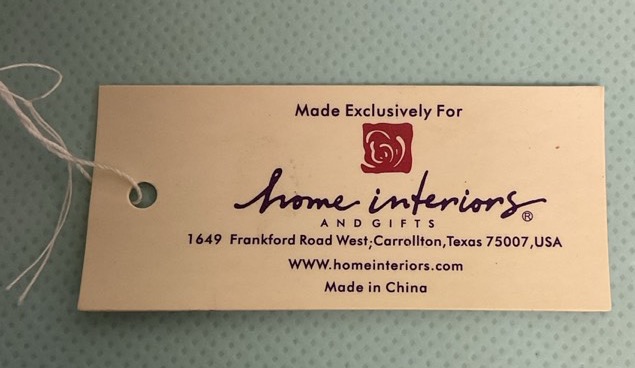 Made Exclusively For
home interiors®
AND GIFTS
1649 Frankford Road West;Carrollton,Texas 75007,USA
WWW.homeinteriors.com
Made in China